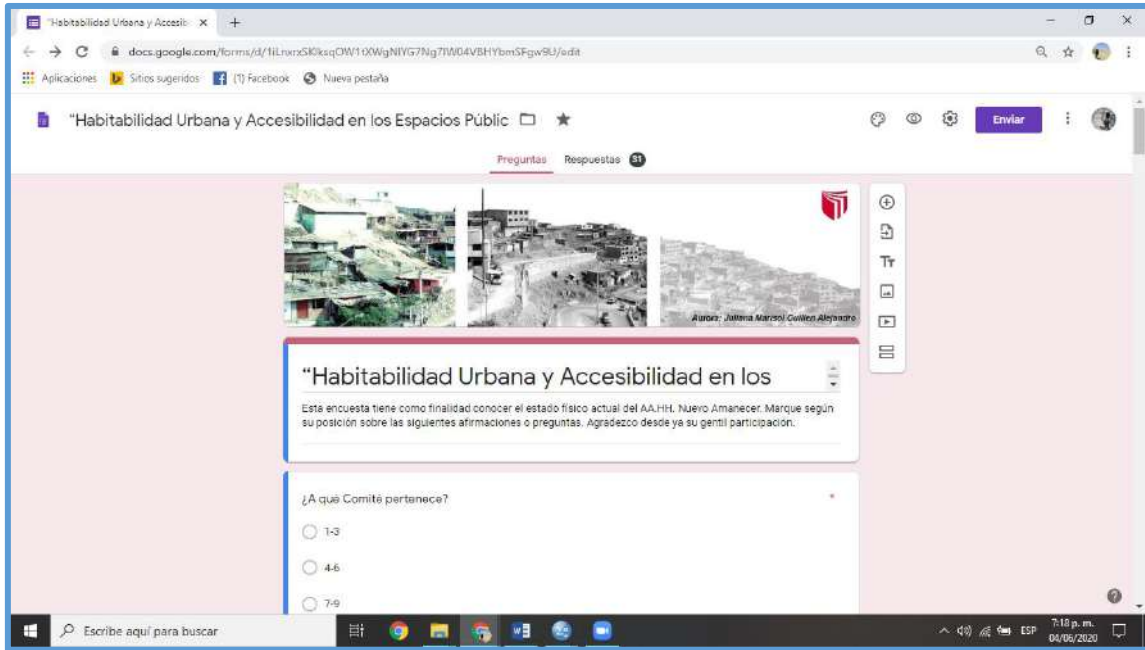 "Habitabilidad Urbana y Accesib
docs.google.com/forms/d/
Aplicaciones
Sitios sugeridos
(1) Facebook
Nueva pestaña
"Habitabilidad Urbana y Accesibilidad en los Espacios Públic
Enviar
Preguntas
Respuestas
Autora: Juliana Marisol Guillen Alejandro
"Habitabilidad Urbana y Accesibilidad en los
Esta encuesta tiene como finalidad conocer el estado físico actual del AA.HH. Nuevo Amanecer. Marque según
su posición sobre las siguientes afirmaciones o preguntas. Agradezco desde ya su gentil participación.
¿A qué Comité pertenece?
*
1-3
4-6
7-9
Escribe aquí para buscar
ESP
7:18 p. m.
04/06/2020